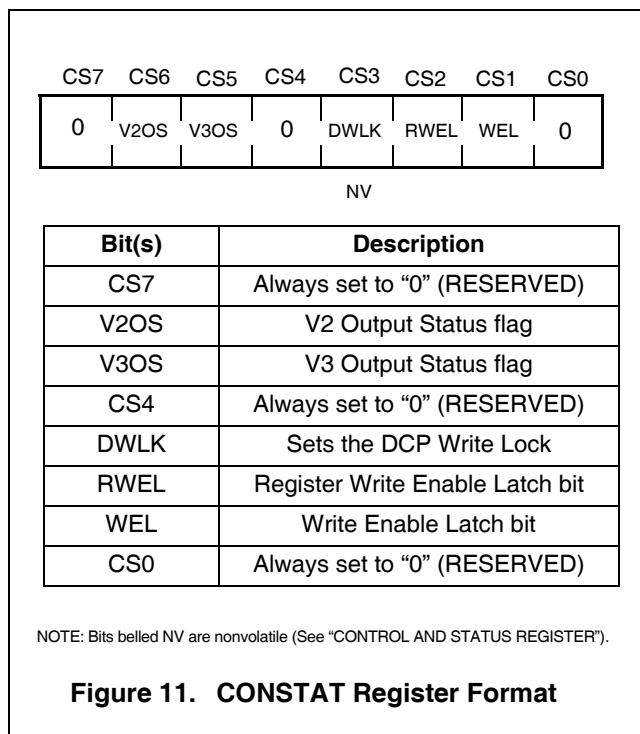 CS7 CS6 CS5 CS4 CS3 CS2 CS1 CS0
0 V2OS V3OS 0 DWLK RWEL WEL 0
NV
Bit(s) Description
CS7 Always set to “0” (RESERVED)
V2OS V2 Output Status flag
V3OS V3 Output Status flag
CS4 Always set to “0” (RESERVED)
DWLK Sets the DCP Write Lock
RWEL Register Write Enable Latch bit
WEL Write Enable Latch bit
CS0 Always set to “0” (RESERVED)
NOTE: Bits belled NV are nonvolatile (See “CONTROL AND STATUS REGISTER”).
Figure 11. CONSTAT Register Format